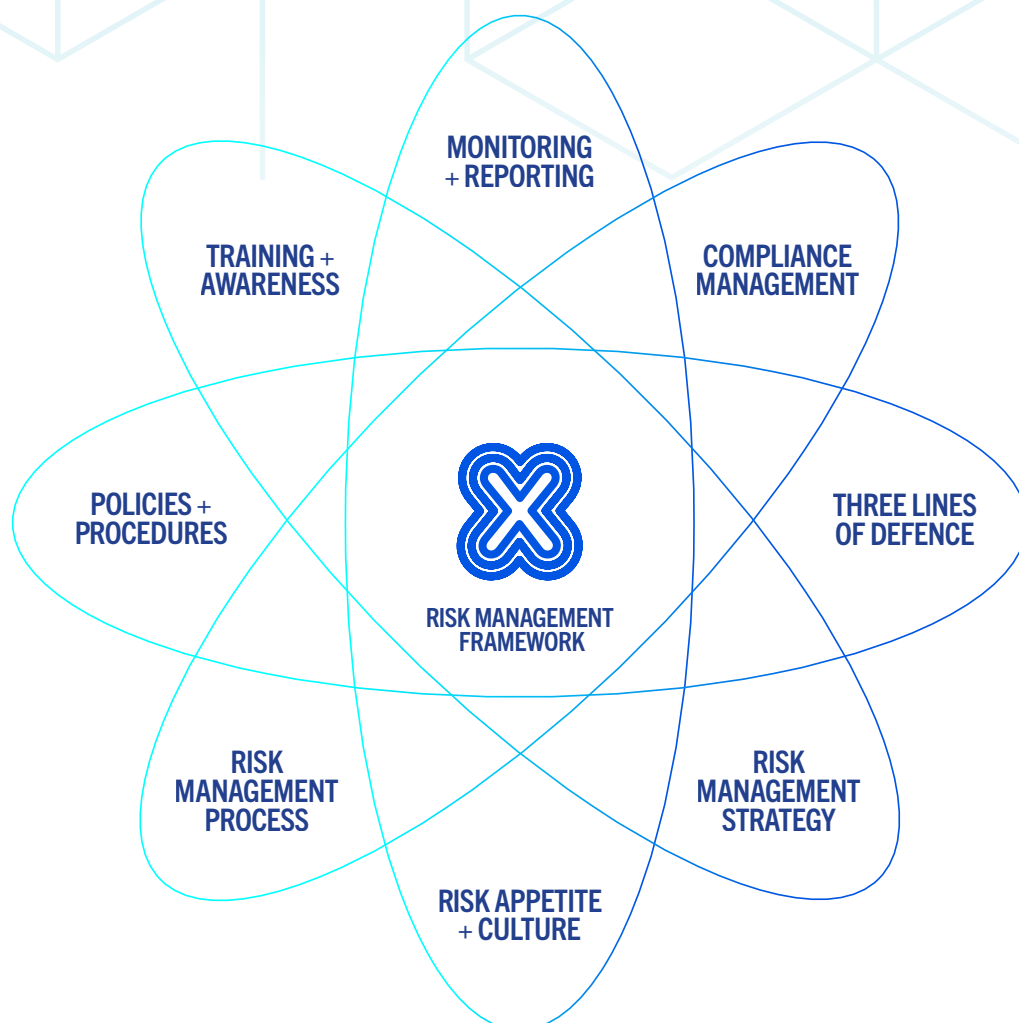 MONITORING
+ REPORTING
TRAINING +
AWARENESS
COMPLIANCE
MANAGEMENT
POLICIES +
PROCEDURES
THREE LINES
OF DEFENCE
RISK MANAGEMENT
FRAMEWORK
RISK
MANAGEMENT
PROCESS
RISK
MANAGEMENT
STRATEGY
RISK APPETITE
+ CULTURE